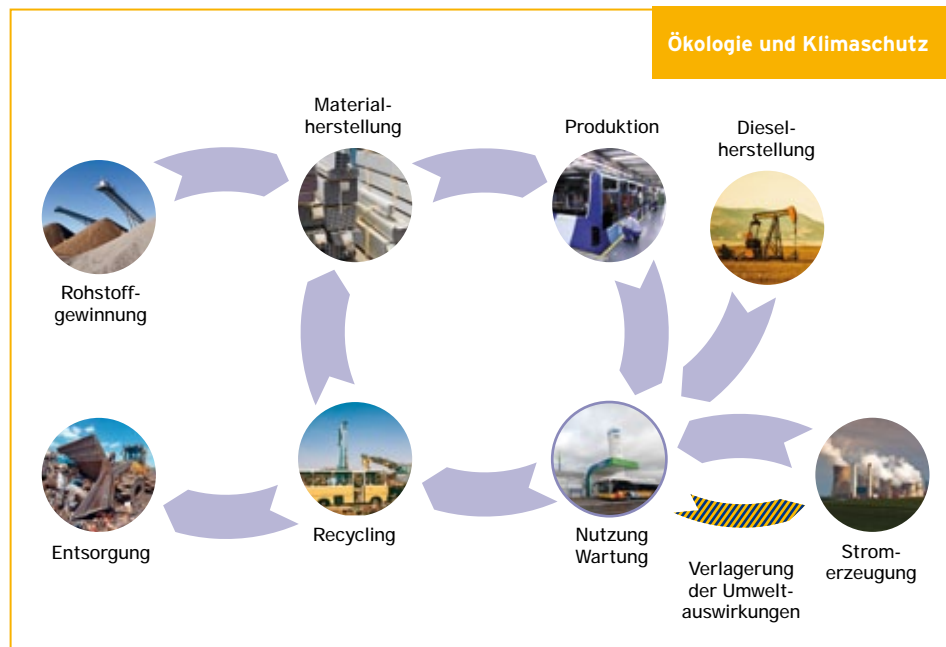 Ökologie und Klimaschutz
Material-
herstellung
Produktion
Diesel-
herstellung
Rohstoff-
gewinnung
Entsorgung
Recycling
Nutzung
Wartung
Verlagerung
der Umwelt-
auswirkungen
Strom-
erzeugung